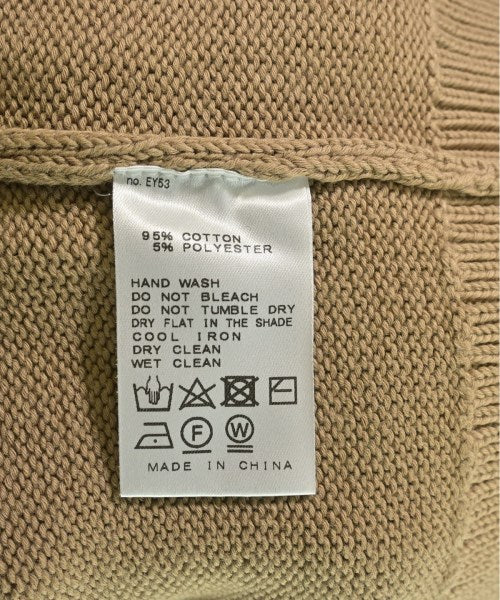 no. EY53
95% COTTON
5% POLYESTER
HAND WASH
DO NOT BLEACH
DO NOT TUMBLE DRY
DRY FLAT IN THE SHADE
COOL IRON
DRY CLEAN
WET CLEAN
F W
MADE IN CHINA